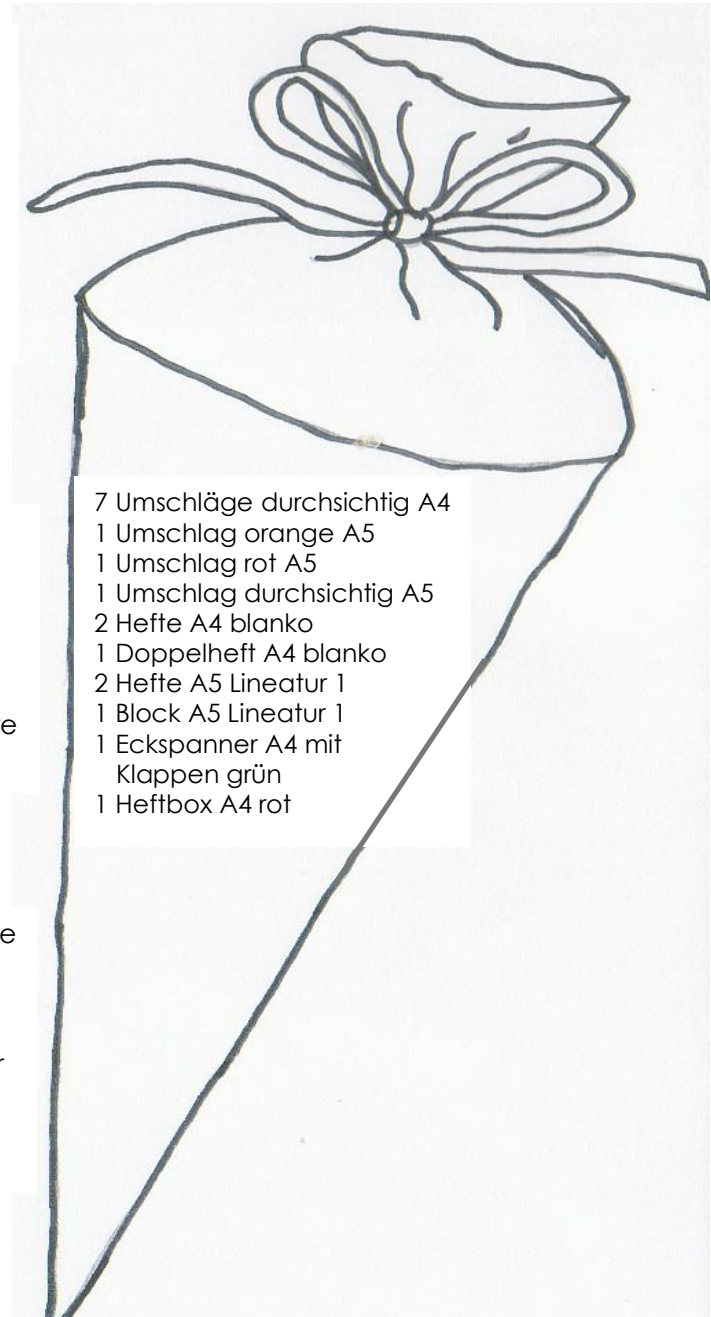 7 Umschläge durchsichtig A4
1 Umschlag orange A5
1 Umschlag rot A5
1 Umschlag durchsichtig A5
2 Hefte A4 blanko
1 Doppelheft A4 blanko
2 Hefte A5 Lineatur 1
1 Block A5 Lineatur 1
1 Eckspanner A4 mit
Klappen grün
1 Heftbox A4 rot